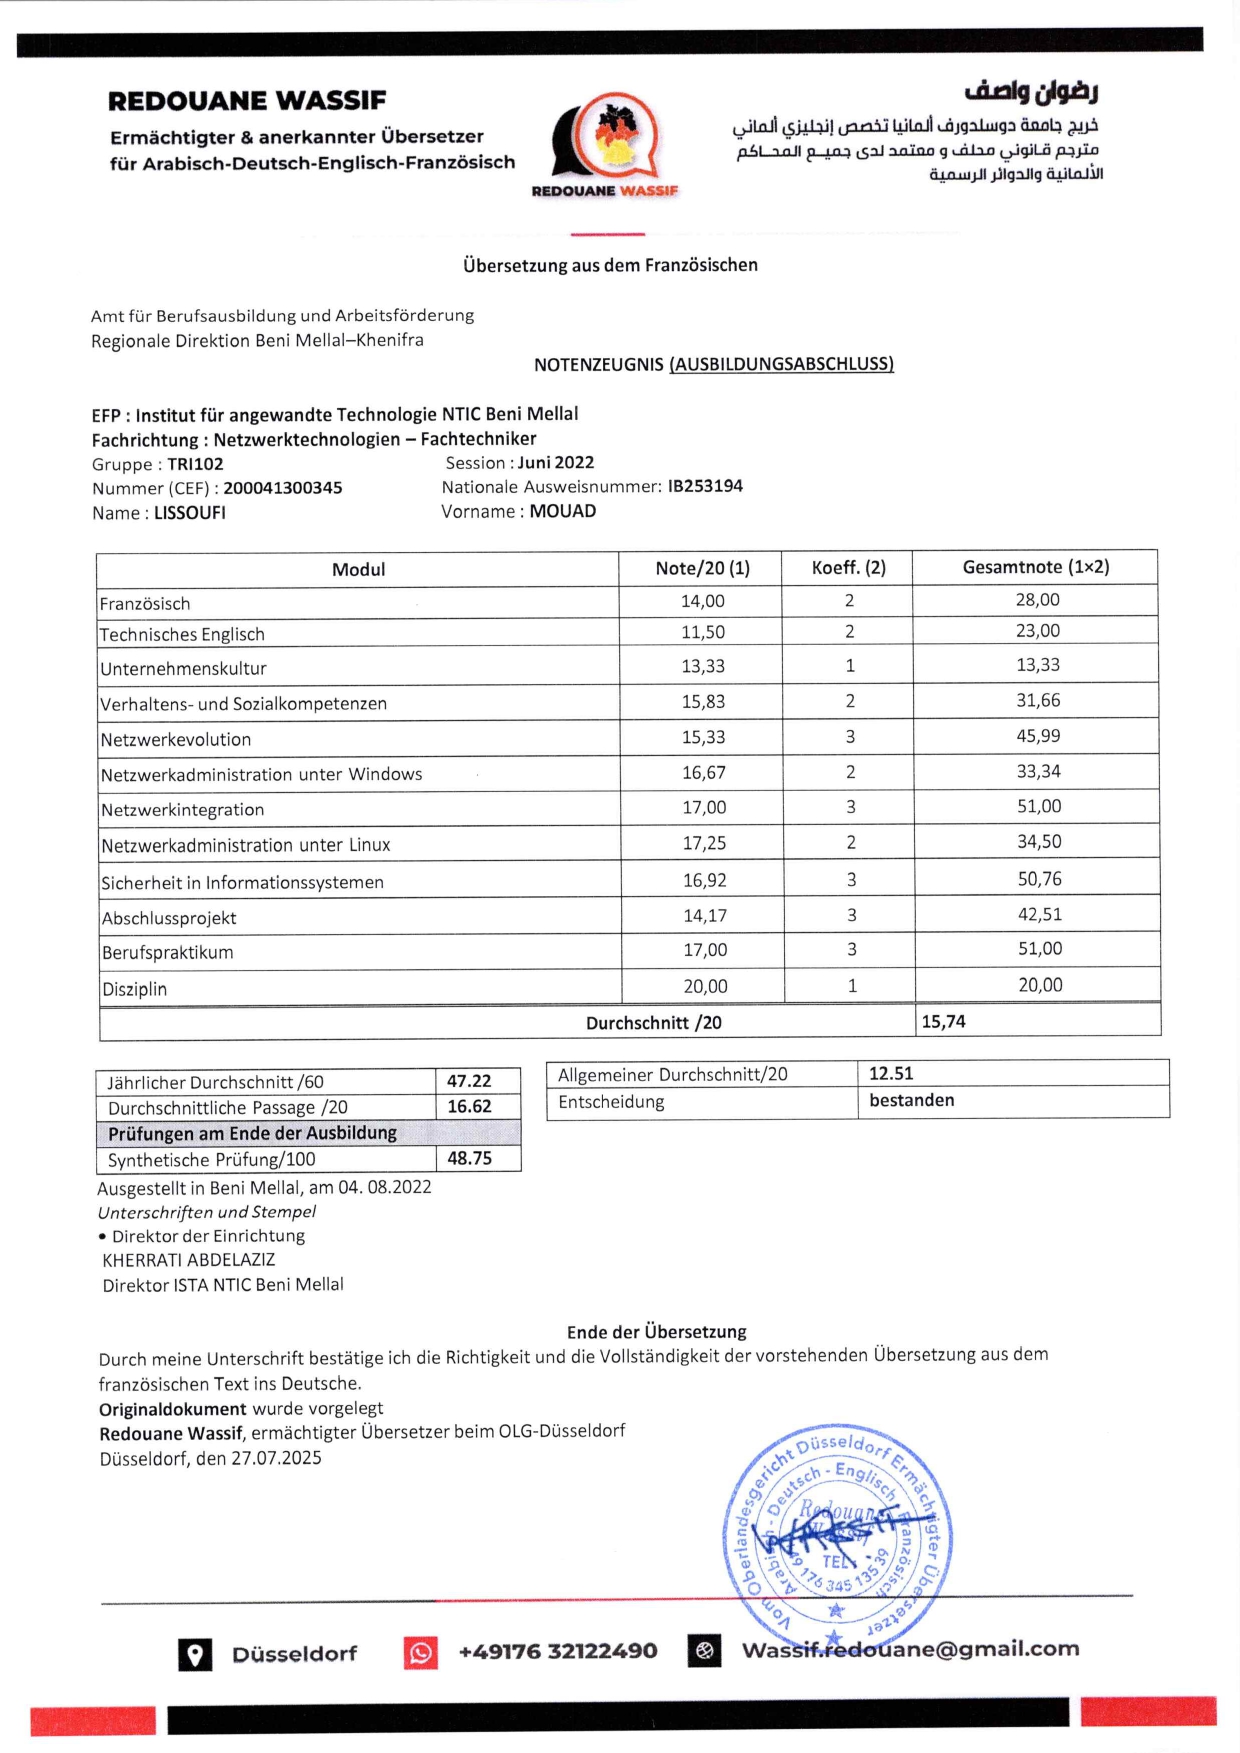 REDOUANE WASSIF
Ermächtigter & anerkannter Übersetzer
für Arabisch-Deutsch-Englisch-Französisch
REDOUANE WASSIF
رضوان واصف
خريج جامعة دوسلدورف ألمانيا تخصص إنجليزي ألماني
مترجم قانوني محلف و معتمد لدى جميع المحاكم
الألمانية والدوائر الرسمية
Übersetzung aus dem Französischen
Amt für Berufsausbildung und Arbeitsförderung
Regionale Direktion Beni Mellal–Khenifra
NOTENZEUGNIS (AUSBILDUNGSABSCHLUSS)
EFP : Institut für angewandte Technologie NTIC Beni Mellal
Fachrichtung : Netzwerktechnologien – Fachtechniker
Gruppe : TRI102 Session : Juni 2022
Nummer (CEF) : 200041300345 Nationale Ausweisnummer: IB253194
Name : LISSOUFI Vorname : MOUAD
Modul Note/20 (1) Koeff. (2) Gesamtnote (1×2)
Französisch 14,00 2 28,00
Technisches Englisch 11,50 2 23,00
Unternehmenskultur 13,33 1 13,33
Verhaltens- und Sozialkompetenzen 15,83 2 31,66
Netzwerkevolution 15,33 3 45,99
Netzwerkadministration unter Windows 16,67 2 33,34
Netzwerkintegration 17,00 3 51,00
Netzwerkadministration unter Linux 17,25 2 34,50
Sicherheit in Informationssystemen 16,92 3 50,76
Abschlussprojekt 14,17 3 42,51
Berufspraktikum 17,00 3 51,00
Disziplin 20,00 1 20,00
Durchschnitt /20 15,74
Jährlicher Durchschnitt /60 47.22
Durchschnittliche Passage /20 16.62
Prüfungen am Ende der Ausbildung
Synthetische Prüfung/100 48.75
Allgemeiner Durchschnitt/20 12.51
Entscheidung bestanden
Ausgestellt in Beni Mellal, am 04. 08.2022
Unterschriften und Stempel
• Direktor der Einrichtung
KHERRATI ABDELAZIZ
Direktor ISTA NTIC Beni Mellal
Ende der Übersetzung
Durch meine Unterschrift bestätige ich die Richtigkeit und die Vollständigkeit der vorstehenden Übersetzung aus dem
französischen Text ins Deutsche.
Originaldokument wurde vorgelegt
Redouane Wassif, ermächtigter Übersetzer beim OLG-Düsseldorf
Düsseldorf, den 27.07.2025
Vom Oberlandesgericht Düsseldorf Ermächtigter Übersetzer
Arabisch - Deutsch - Englisch - Französisch
Redouane
Wassif
TEL:
49 176 345 135 39
Düsseldorf
+49176 32122490
Wassif.redouane@gmail.com